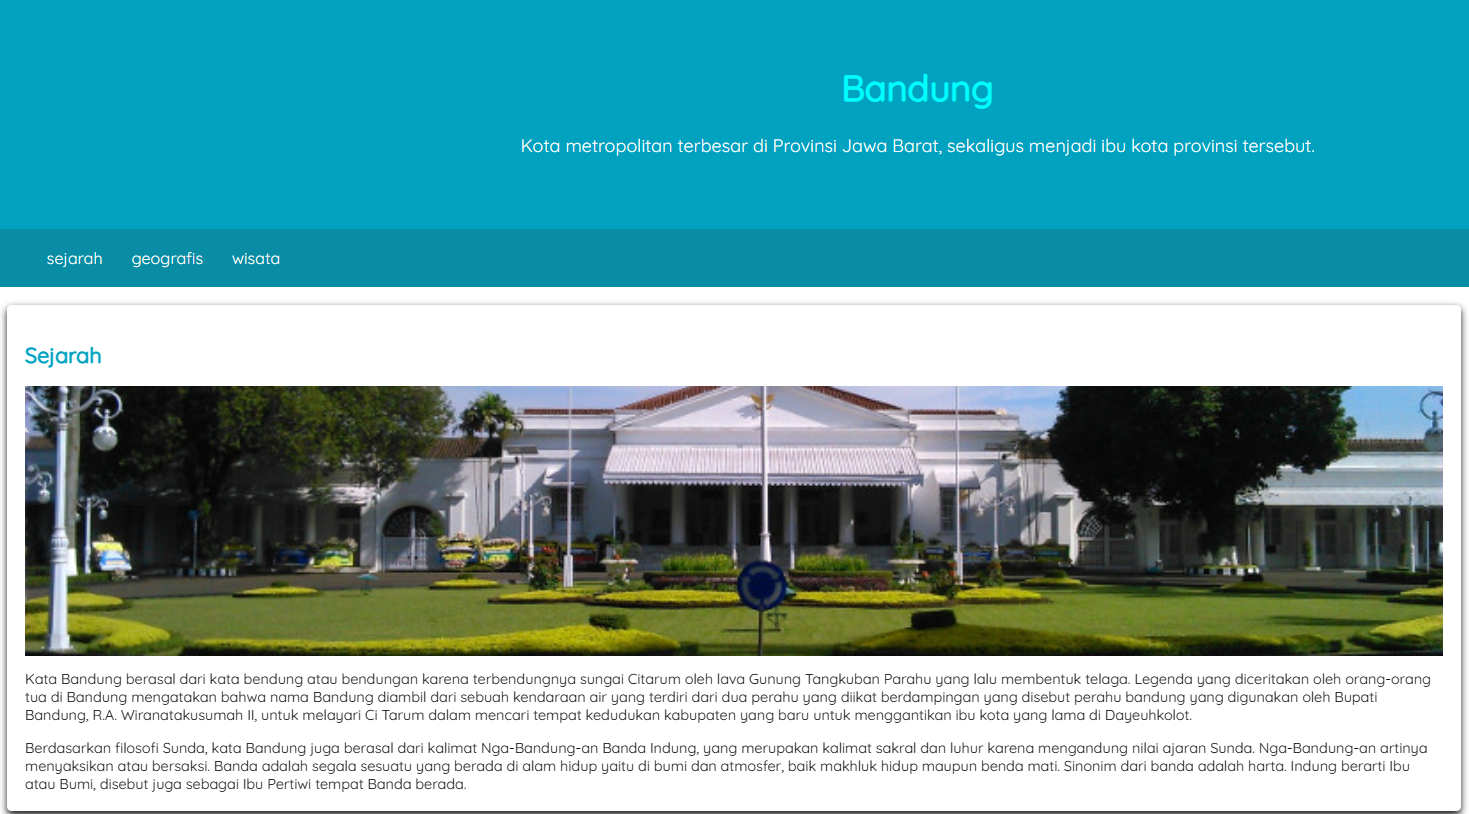 Bandung
Kota metropolitan terbesar di Provinsi Jawa Barat, sekaligus menjadi ibu kota provinsi tersebut.
sejarah geografis wisata
Sejarah
Kata Bandung berasal dari kata bendung atau bendungan karena terbendungnya sungai Citarum oleh lava Gunung Tangkuban Parahu yang lalu membentuk telaga. Legenda yang diceritakan oleh orang-orang
tua di Bandung mengatakan bahwa nama Bandung diambil dari sebuah kendaraan air yang terdiri dari dua perahu yang diikat berdampingan yang disebut perahu bandung yang digunakan oleh Bupati
Bandung, R.A. Wiranatakusumah II, untuk melayari Ci Tarum dalam mencari tempat kedudukan kabupaten yang baru untuk menggantikan ibu kota yang lama di Dayeuhkolot.
Berdasarkan filosofi Sunda, kata Bandung juga berasal dari kalimat Nga-Bandung-an Banda Indung, yang merupakan kalimat sakral dan luhur karena mengandung nilai ajaran Sunda. Nga-Bandung-an artinya
menyaksikan atau bersaksi. Banda adalah segala sesuatu yang berada di alam hidup yaitu di bumi dan atmosfer, baik makhluk hidup maupun benda mati. Sinonim dari banda adalah harta. Indung berarti Ibu
atau Bumi, disebut juga sebagai Ibu Pertiwi tempat Banda berada.